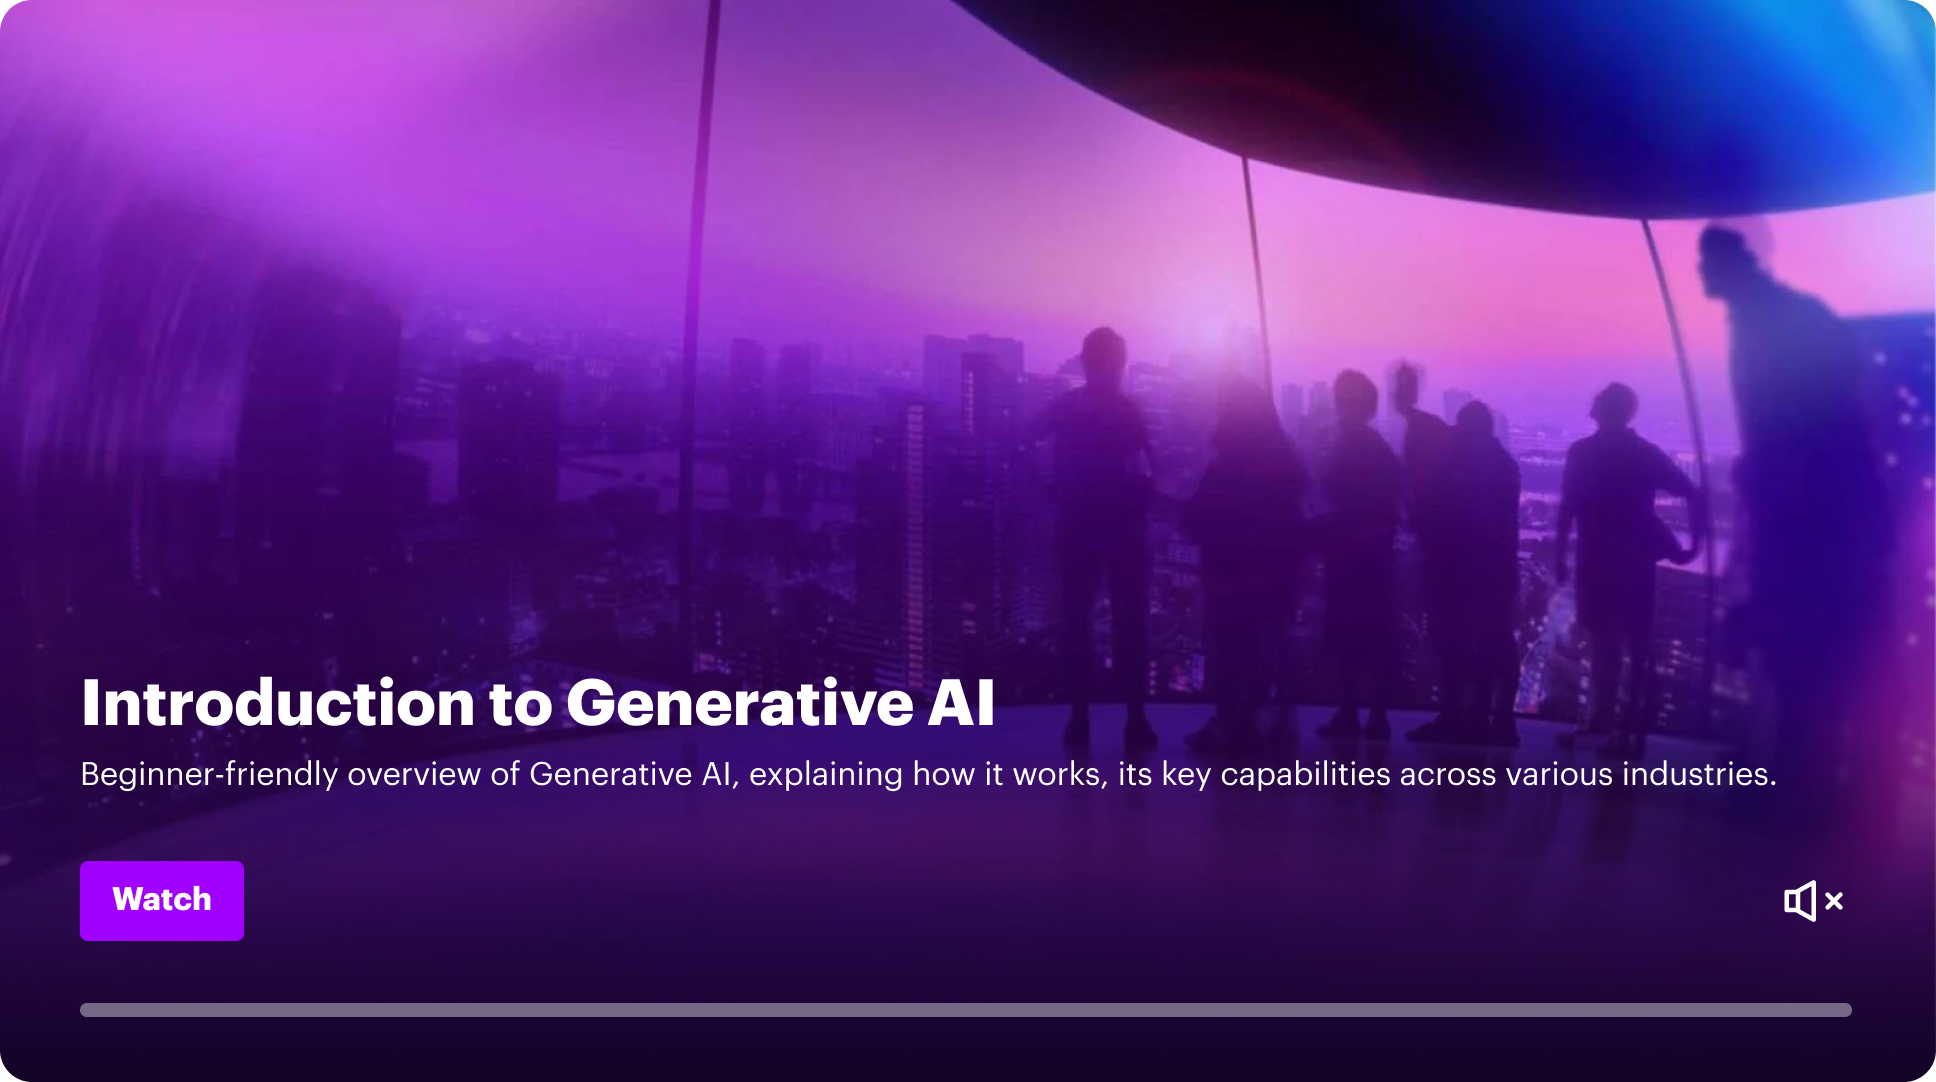 Introduction to Generative AI
Beginner-friendly overview of Generative AI, explaining how it works, its key capabilities across various industries.
Watch